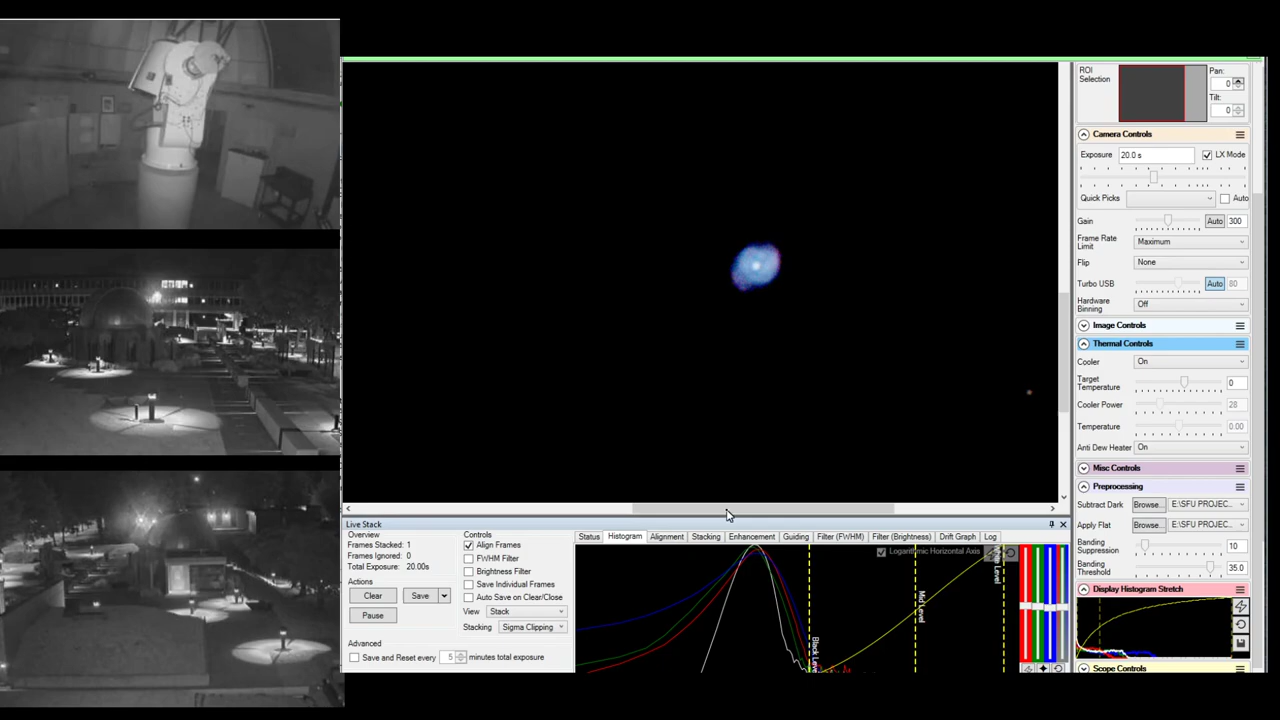 ROI Selection
Pan:
0
Tilt:
0
Camera Controls
Exposure 20.0 s LX Mode
Quick Picks Auto
Gain Auto 300
Frame Rate Limit Maximum
Flip None
Turbo USB Auto 80
Hardware Binning Off
Image Controls
Thermal Controls
Cooler On
Target Temperature 0
Cooler Power 28
Temperature 0.00
Anti Dew Heater On
Misc Controls
Preprocessing
Subtract Dark Browse... E:\SFU PROJEC...
Apply Flat Browse... E:\SFU PROJEC...
Banding Suppression 10
Banding Threshold 35.0
Display Histogram Stretch
Scope Controls
Live Stack
Overview
Frames Stacked: 1
Frames Ignored: 0
Total Exposure: 20.00s
Actions
Clear Save
Pause
Advanced
Save and Reset every 5 minutes total exposure
Controls
Align Frames
FWHM Filter
Brightness Filter
Save Individual Frames
Auto Save on Clear/Close
View Stack
Stacking Sigma Clipping
Status Histogram Alignment Stacking Enhancement Guiding Filter (FWHM) Filter (Brightness) Drift Graph Log
Logarithmic Horizontal Axis
Black Level
Mid Level
Level